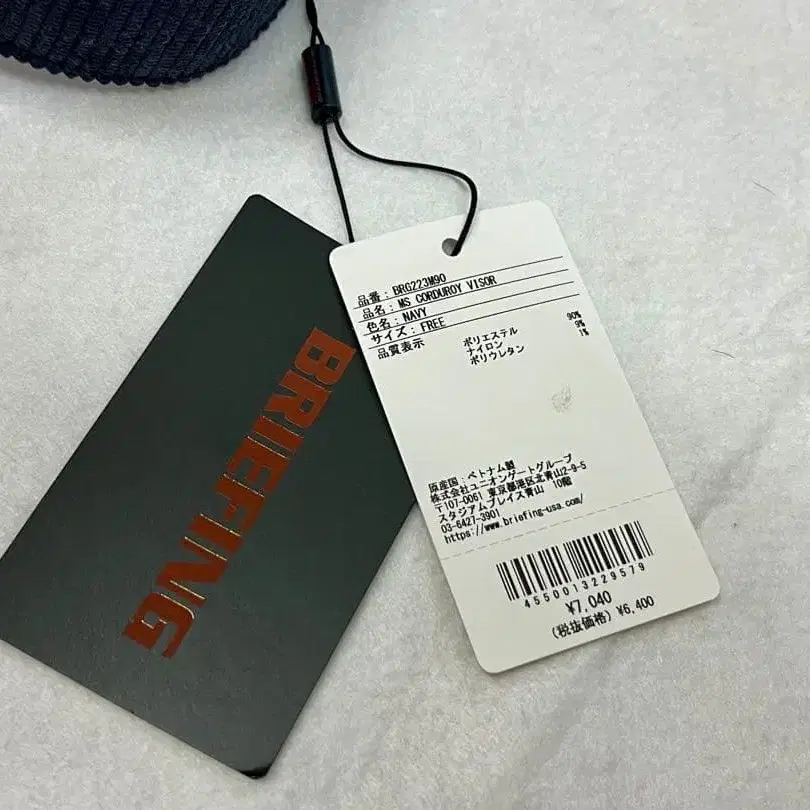 BRIEFING
品番：BRG223M90
品名：MS CORDUROY VISOR
色名：NAVY
サイズ：FREE
品質表示 ポリエステル 90%
ナイロン 9%
ポリウレタン 1%
原産国：ベトナム製
株式会社ユニオンゲートグループ
〒107-0061 東京都港区北青山2-9-5
スタジアムプレイス青山 10階
03-6427-3901
https://www.briefing-usa.com/
4550013229579
¥7,040
(税抜価格) ¥6,400